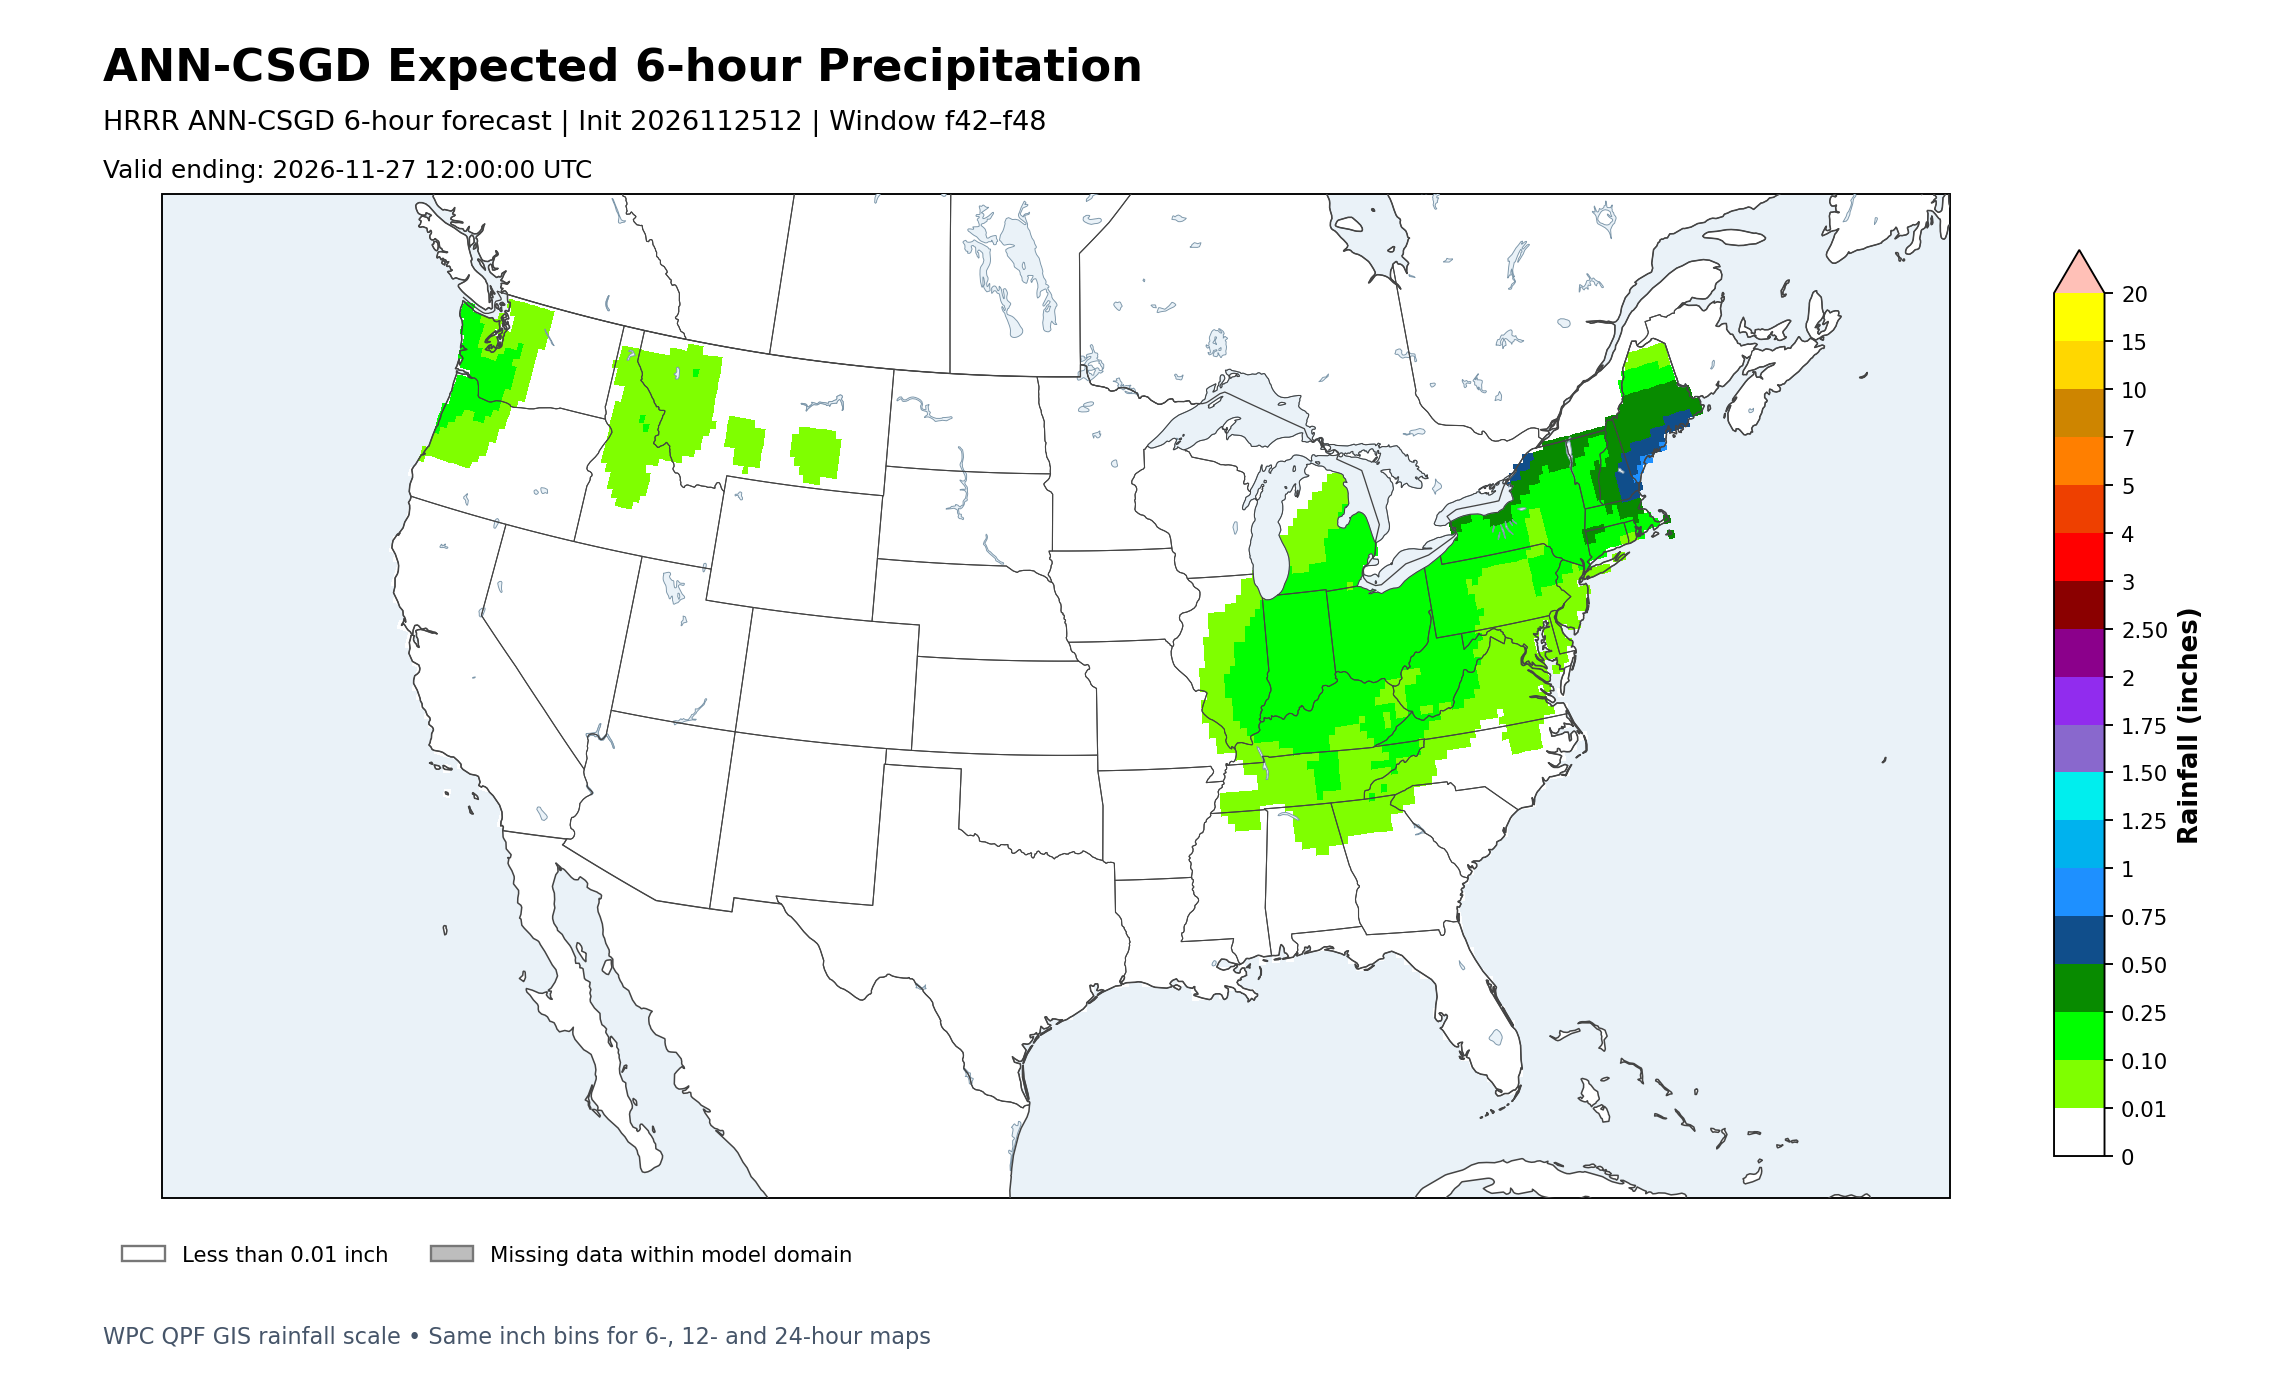 ANN-CSGD Expected 6-hour Precipitation
HRRR ANN-CSGD 6-hour forecast | Init 2026112512 | Window f42–f48
Valid ending: 2026-11-27 12:00:00 UTC
20
15
10
7
5
4
3
2.50
2
1.75
1.50
1.25
1
0.75
0.50
0.25
0.10
0.01
0
Rainfall (inches)
Less than 0.01 inch
Missing data within model domain
WPC QPF GIS rainfall scale • Same inch bins for 6-, 12- and 24-hour maps